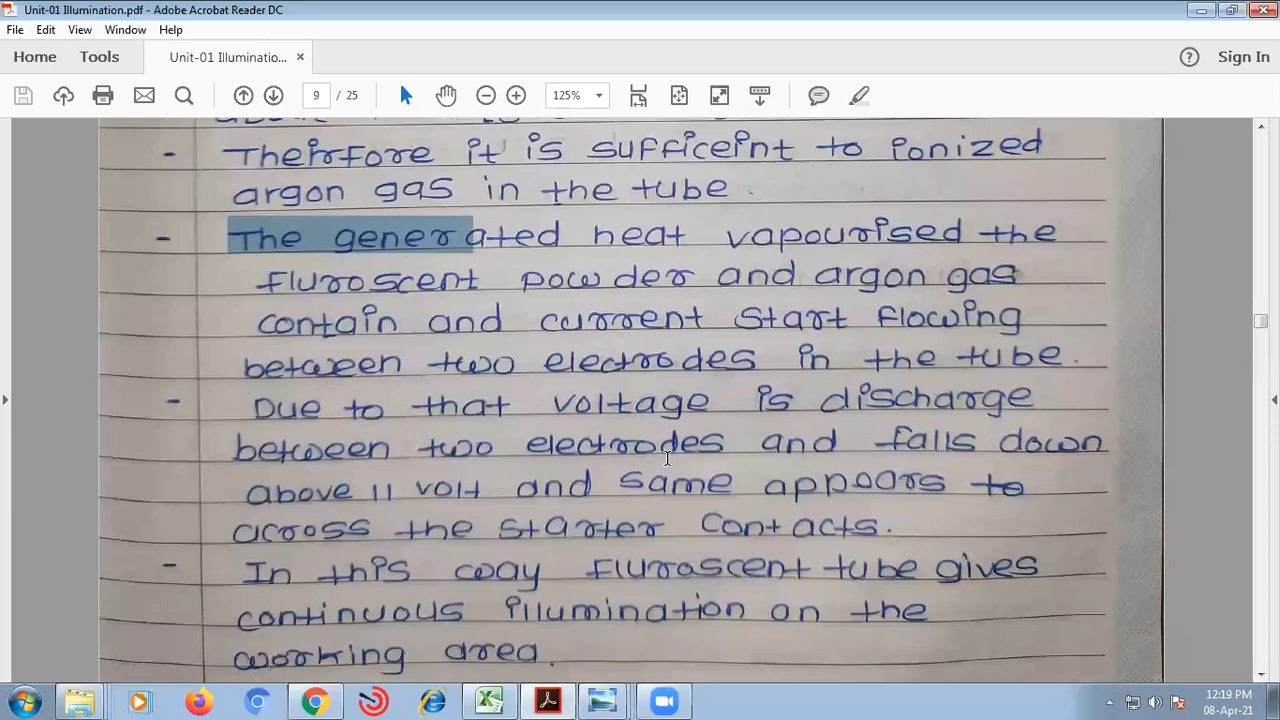 Unit-01 Illumination.pdf - Adobe Acrobat Reader DC
File Edit View Window Help
Home Tools Unit-01 Illuminatio... × Sign In
9 / 25 125%
- Theirfore it is sufficeint to ionized
argon gas in the tube.
- The generated heat vapourised the
fluroscent powder and argon gas
contain and current start flowing
between two electrodes in the tube.
- Due to that voltage is discharge
between two electrodes and falls down
above 11 volt and same appears to
across the starter contacts.
- In this way flurascent tube gives
continuous illumination on the
working area.
12:19 PM
08-Apr-21